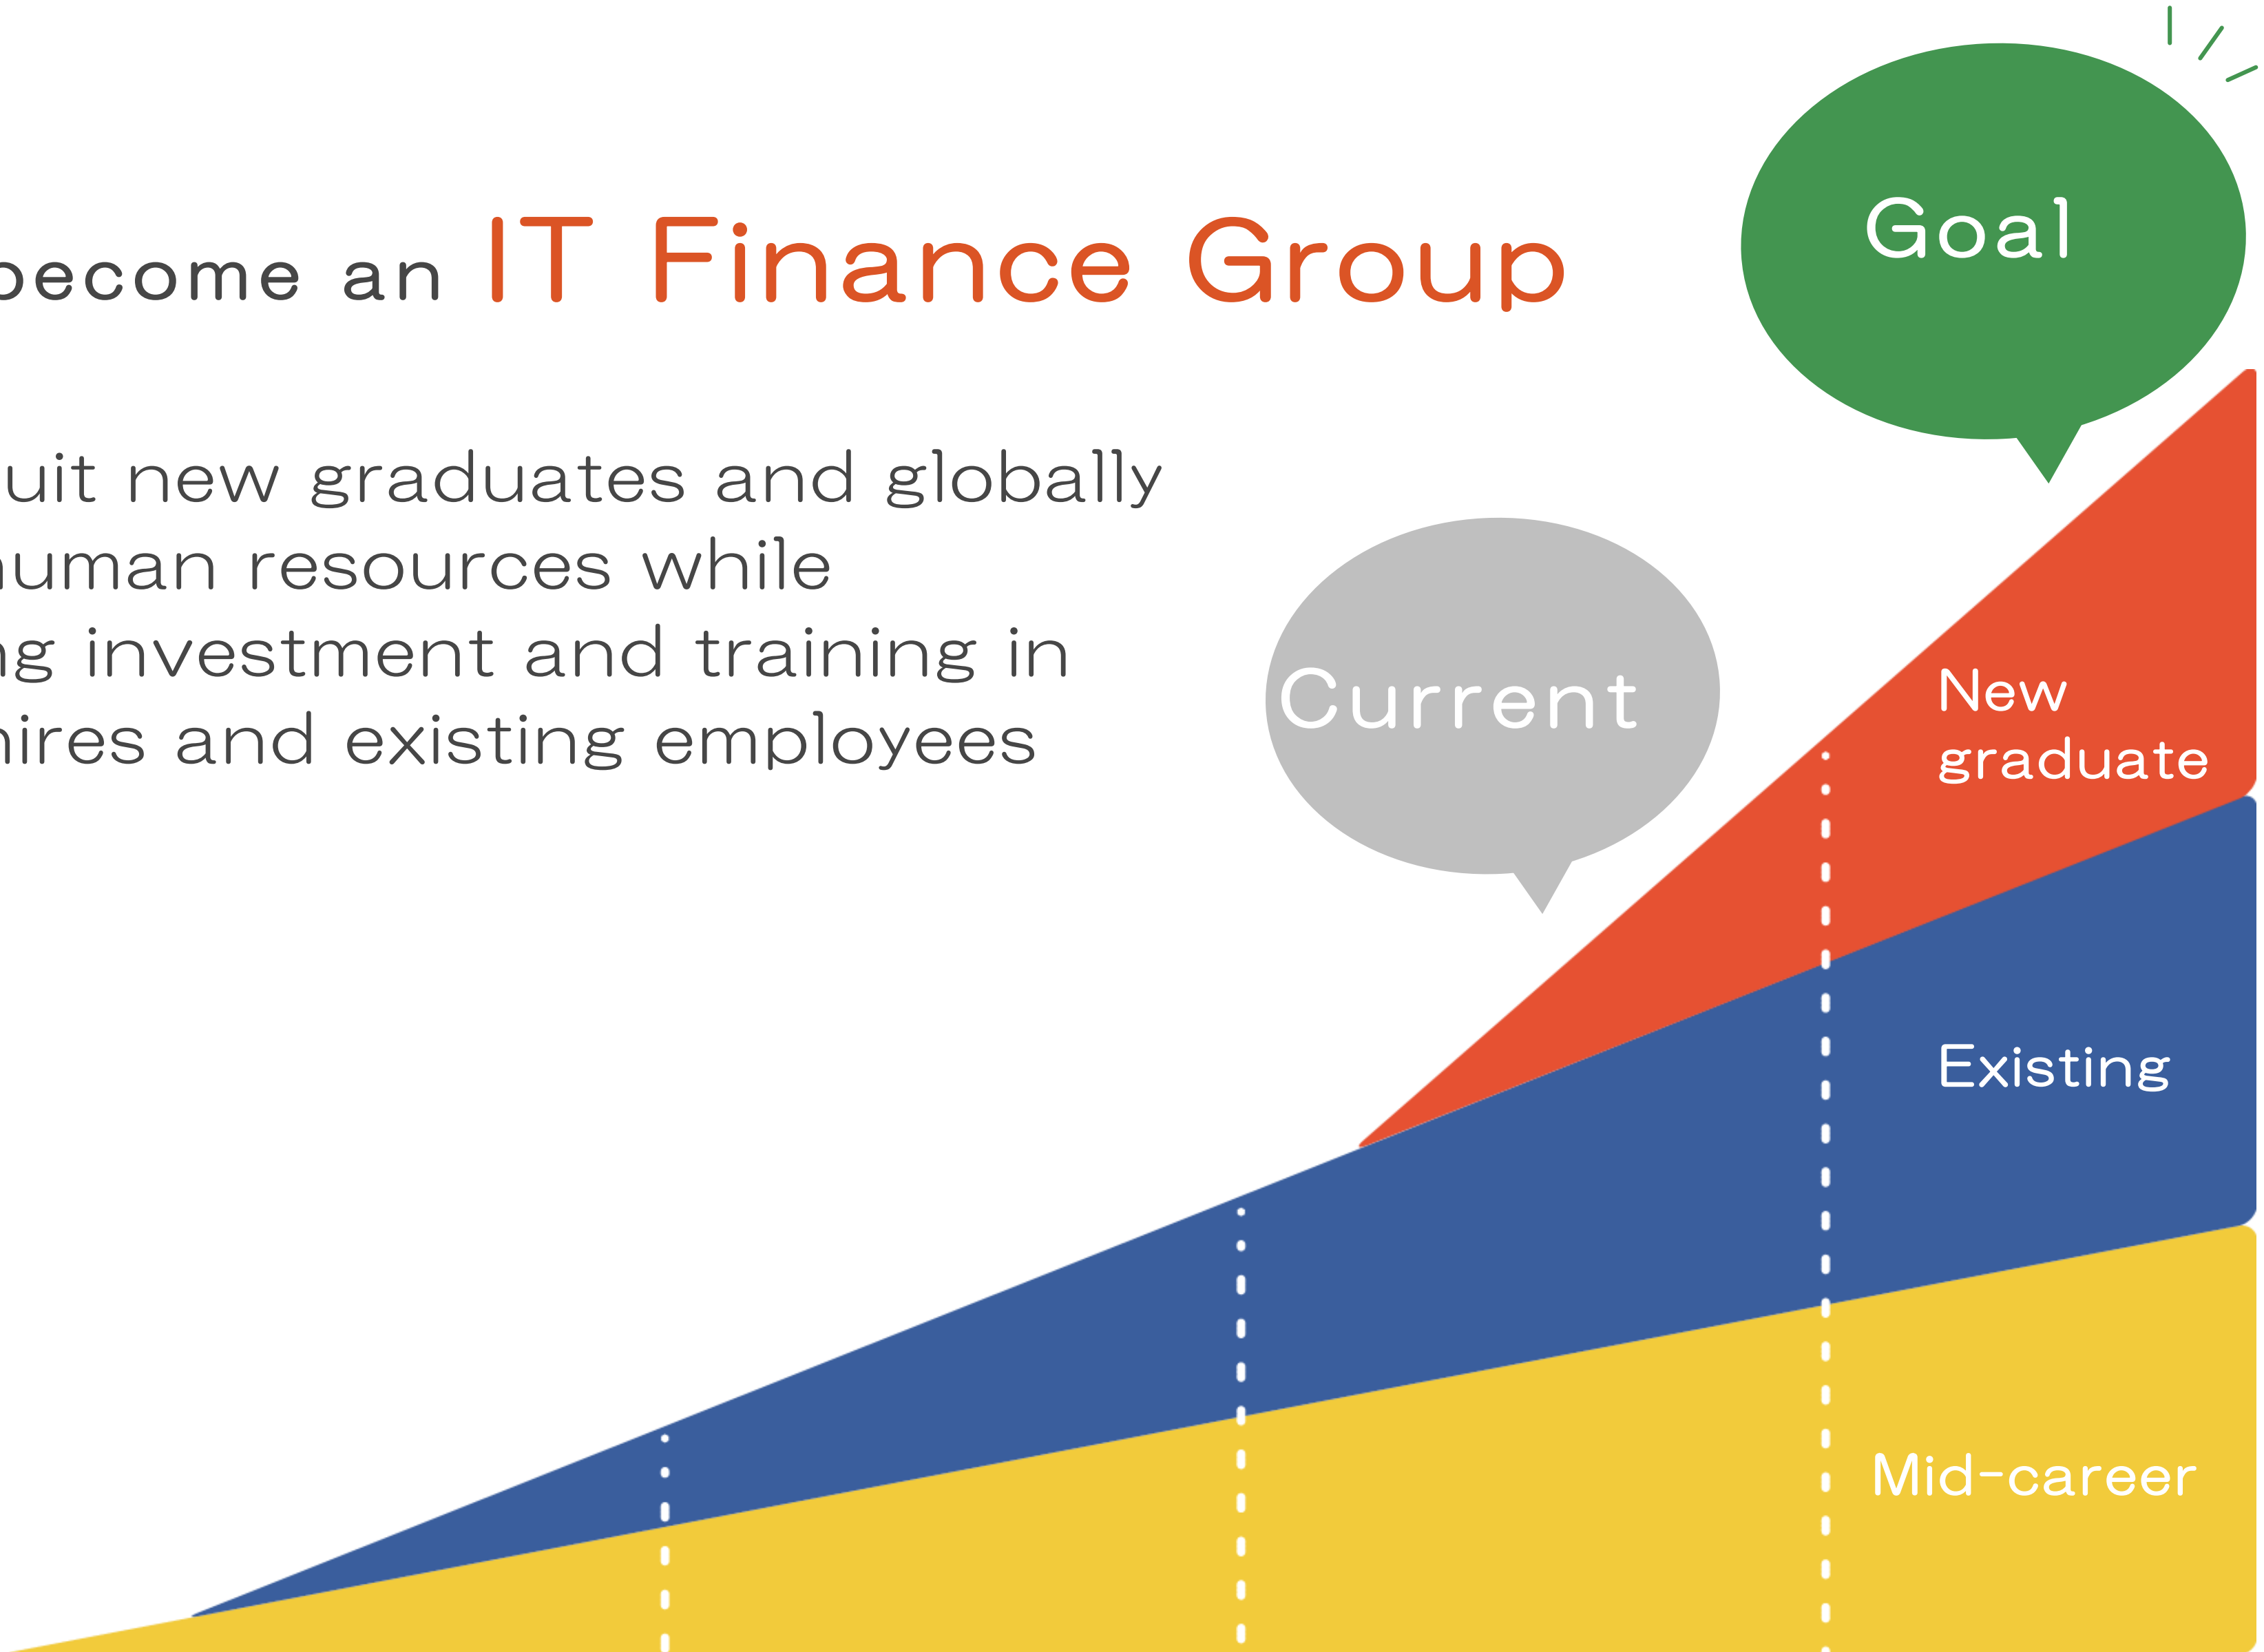 become an IT Finance Group
Goal
uit new graduates and globally
uman resources while
g investment and training in
ires and existing employees
Current
New
graduate
Existing
Mid-career